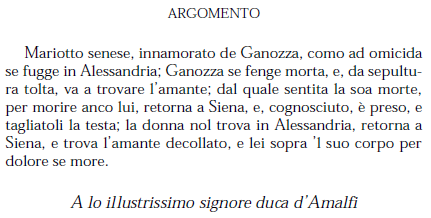 ARGOMENTO
Mariotto senese, innamorato de Ganozza, como ad omicida
se fugge in Alessandria; Ganozza se fenge morta, e, da sepultu-
ra tolta, va a trovare l'amante; dal quale sentita la soa morte,
per morire anco lui, retorna a Siena, e, cognosciuto, è preso, e
tagliatoli la testa; la donna nol trova in Alessandria, retorna a
Siena, e trova l'amante decollato, e lei sopra 'l suo corpo per
dolore se more.
A lo illustrissimo signore duca d'Amalfi